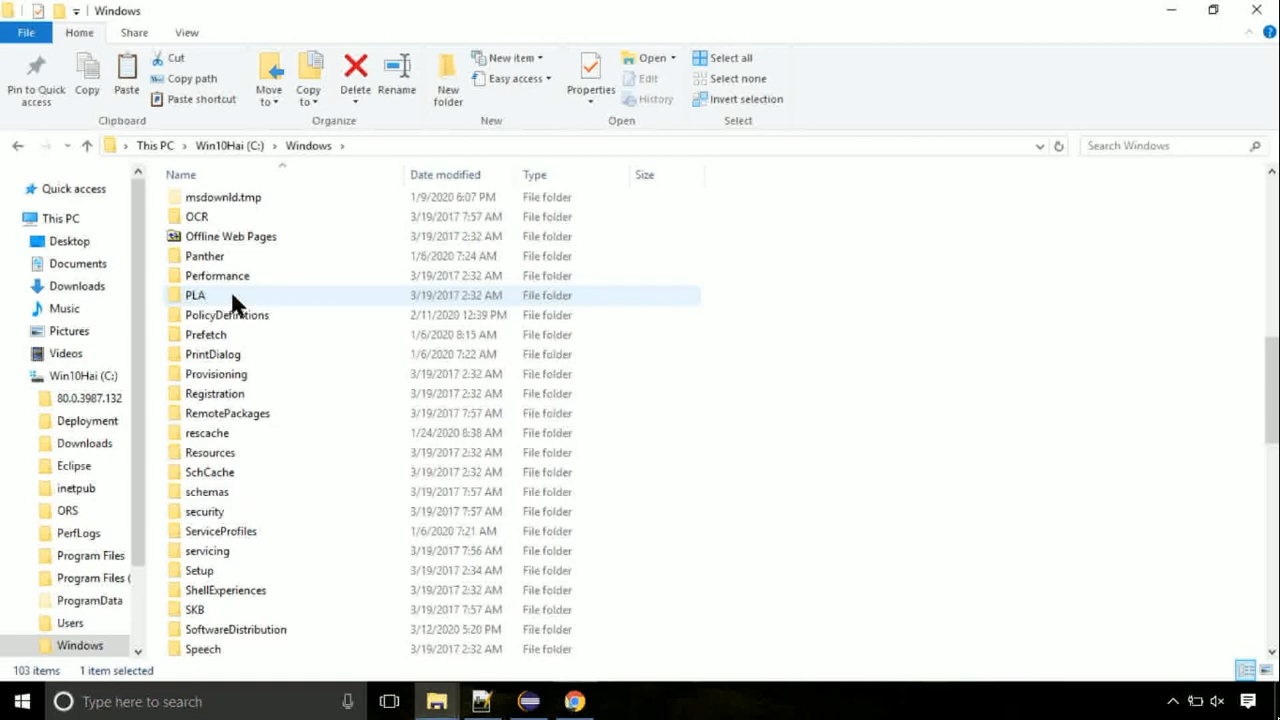 Windows
File Home Share View
Pin to Quick access
Copy
Paste
Cut
Copy path
Paste shortcut
Clipboard
Move to
Copy to
Delete
Rename
Organize
New folder
New item
Easy access
New
Properties
Open
Edit
History
Open
Select all
Select none
Invert selection
Select
This PC > Win10Hai (C:) > Windows >
Search Windows
Quick access
This PC
Desktop
Documents
Downloads
Music
Pictures
Videos
Win10Hai (C:)
80.0.3987.132
Deployment
Downloads
Eclipse
inetpub
ORS
PerfLogs
Program Files
Program Files (
ProgramData
Users
Windows
Name Date modified Type Size
msdownld.tmp 1/9/2020 6:07 PM File folder
OCR 3/19/2017 7:57 AM File folder
Offline Web Pages 3/19/2017 2:32 AM File folder
Panther 1/6/2020 7:24 AM File folder
Performance 3/19/2017 2:32 AM File folder
PLA 3/19/2017 2:32 AM File folder
PolicyDefinitions 2/11/2020 12:39 PM File folder
Prefetch 1/6/2020 8:15 AM File folder
PrintDialog 1/6/2020 7:22 AM File folder
Provisioning 3/19/2017 2:32 AM File folder
Registration 3/19/2017 2:32 AM File folder
RemotePackages 3/19/2017 7:57 AM File folder
rescache 1/24/2020 8:38 AM File folder
Resources 3/19/2017 2:32 AM File folder
SchCache 3/19/2017 2:32 AM File folder
schemas 3/19/2017 7:57 AM File folder
security 3/19/2017 7:57 AM File folder
ServiceProfiles 1/6/2020 7:21 AM File folder
servicing 3/19/2017 7:56 AM File folder
Setup 3/19/2017 2:34 AM File folder
ShellExperiences 3/19/2017 2:32 AM File folder
SKB 3/19/2017 7:57 AM File folder
SoftwareDistribution 3/12/2020 5:20 PM File folder
Speech 3/19/2017 2:32 AM File folder
103 items 1 item selected
Type here to search